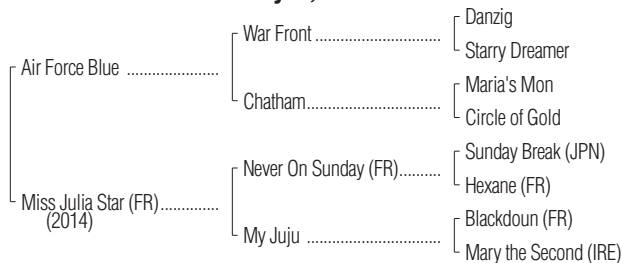 Danzig
War Front ..............................
Starry Dreamer
Air Force Blue ......................
Maria's Mon
Chatham................................
Circle of Gold
Sunday Break (JPN)
Never On Sunday (FR)..........
Hexane (FR)
Miss Julia Star (FR)..............
(2014)
Blackdoun (FR)
My Juju ................................
Mary the Second (IRE)